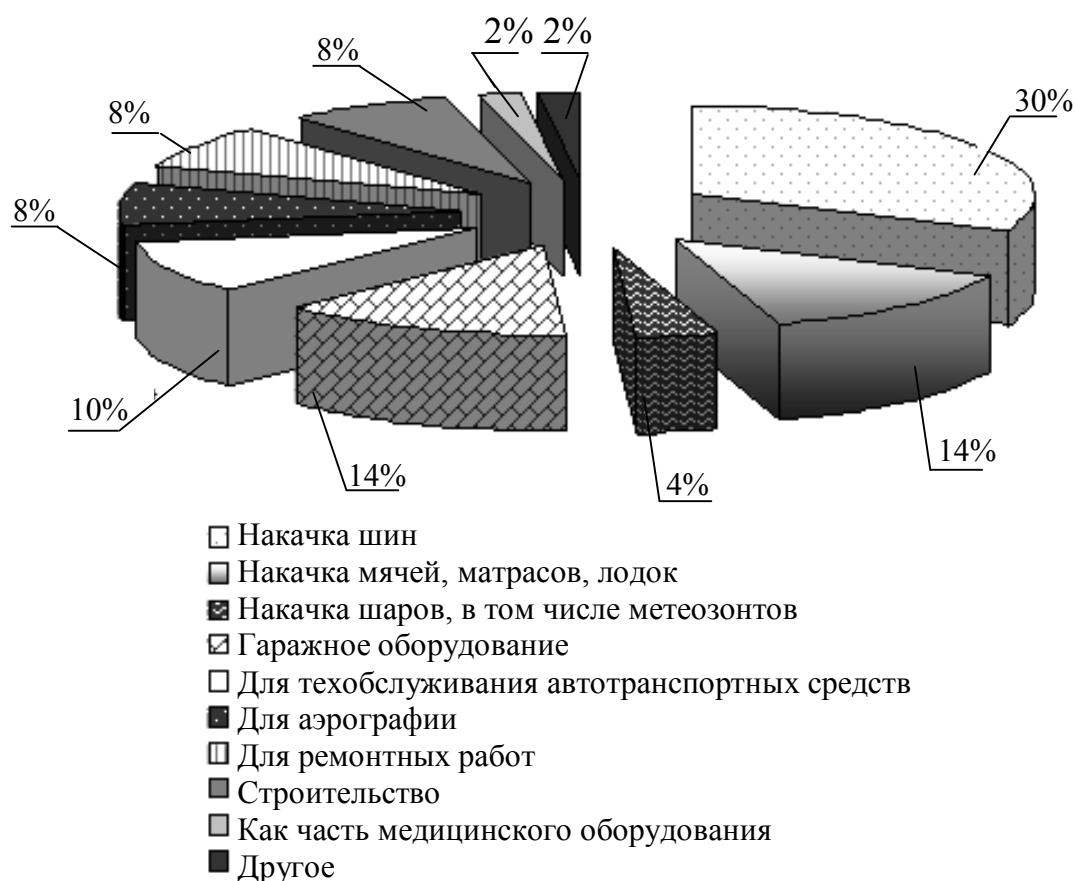 2% 2%
8%
30%
8%
8%
10%
14%
4%
14%
Накачка шин
Накачка мячей, матрасов, лодок
Накачка шаров, в том числе метеозонтов
Гаражное оборудование
Для техобслуживания автотранспортных средств
Для аэрографии
Для ремонтных работ
Строительство
Как часть медицинского оборудования
Другое